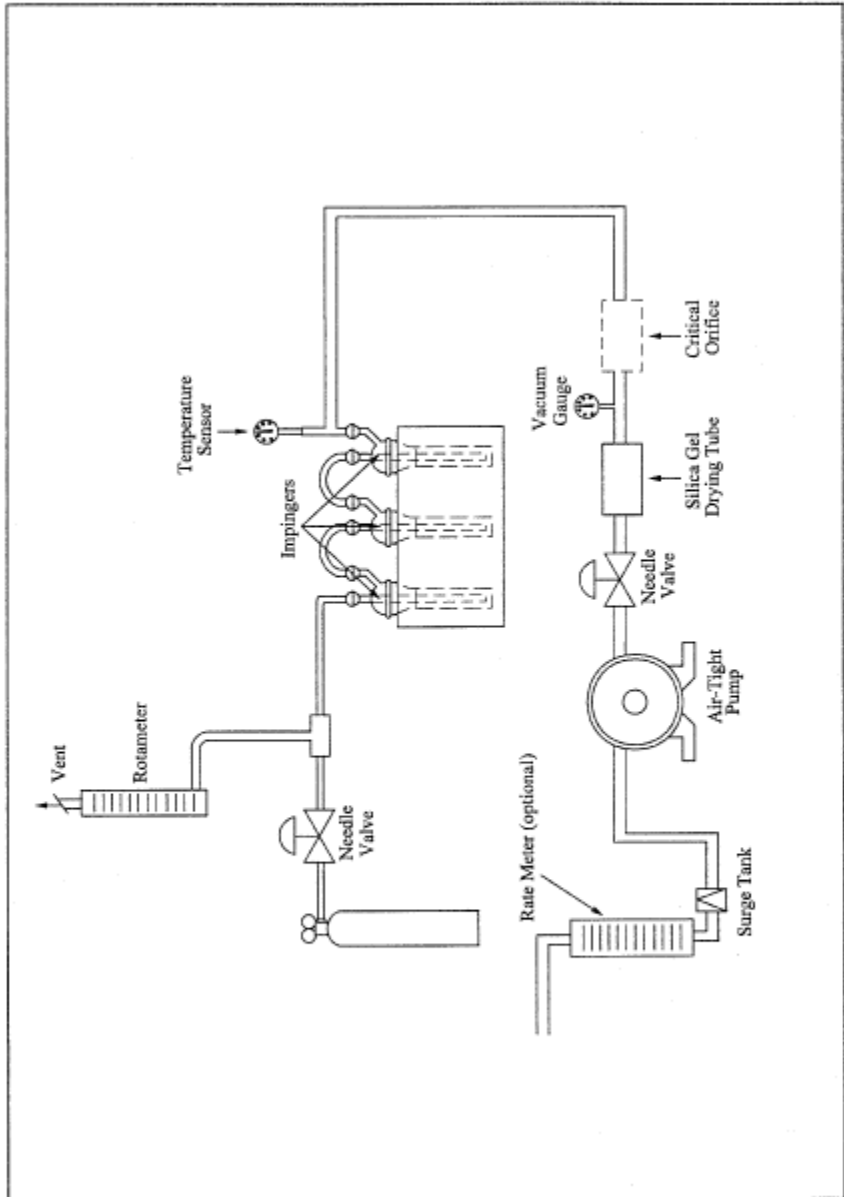 Vent
Rotameter
Needle
Valve
Temperature
Sensor
Impingers
Rate Meter (optional)
Surge Tank
Air-Tight
Pump
Needle
Valve
Silica Gel
Drying Tube
Vacuum
Gauge
Critical
Orifice